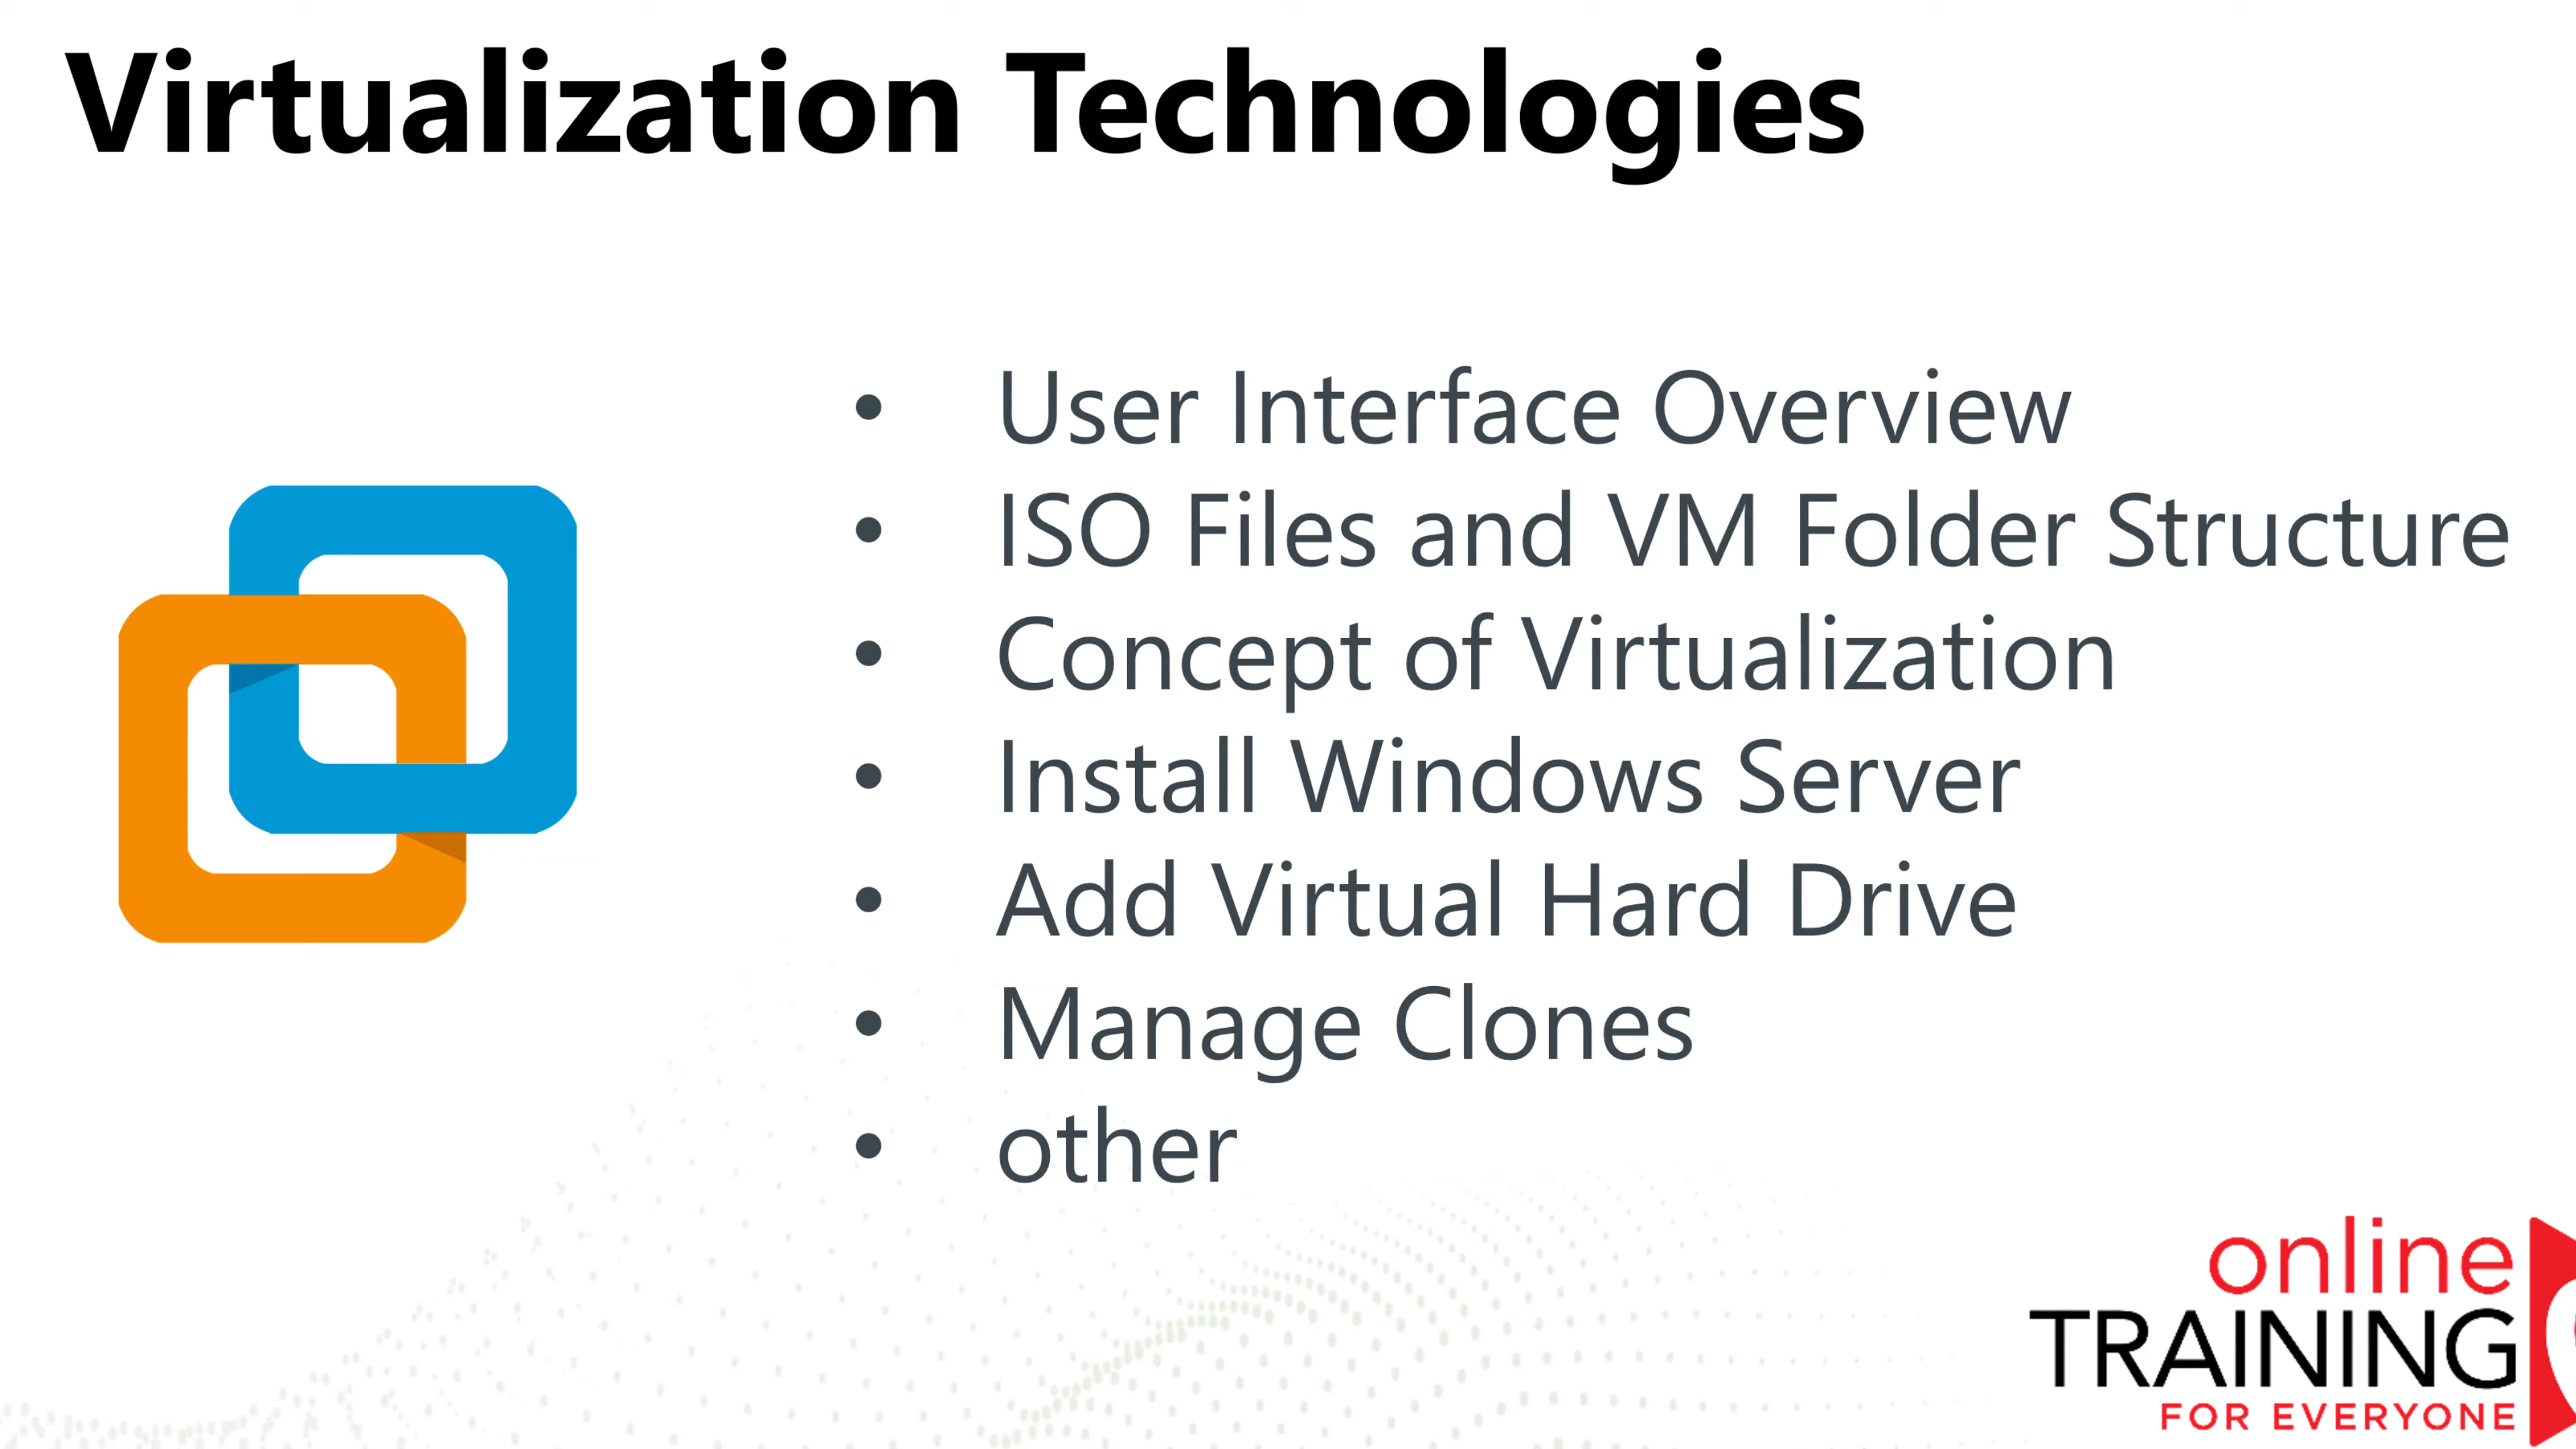 Virtualization Technologies
• User Interface Overview
• ISO Files and VM Folder Structure
• Concept of Virtualization
• Install Windows Server
• Add Virtual Hard Drive
• Manage Clones
• other
online
TRAINING
FOR EVERYONE